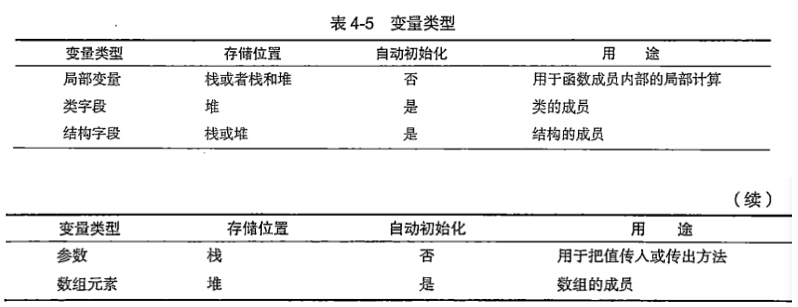 表 4-5 变量类型
变量类型 存储位置 自动初始化 用 途
局部变量 栈或者栈和堆 否 用于函数成员内部的局部计算
类字段 堆 是 类的成员
结构字段 栈或堆 是 结构的成员
（续）
变量类型 存储位置 自动初始化 用 途
参数 栈 否 用于把值传入或传出方法
数组元素 堆 是 数组的成员